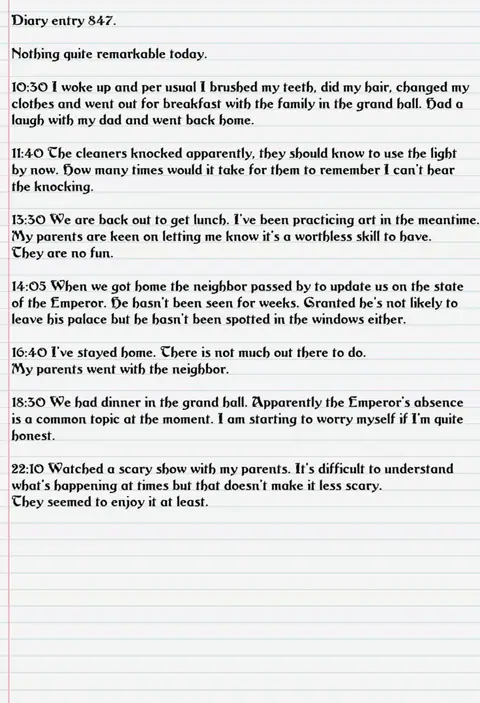 Diary entry 847.
Nothing quite remarkable today.
10:30 I woke up and per usual I brushed my teeth, did my hair, changed my
clothes and went out for breakfast with the family in the grand hall. Had a
laugh with my dad and went back home.
11:40 The cleaners knocked apparently, they should know to use the light
by now. How many times would it take for them to remember I can't hear
the knocking.
13:30 We are back out to get lunch. I've been practicing art in the meantime.
My parents are keen on letting me know it's a worthless skill to have.
They are no fun.
14:05 When we got home the neighbor passed by to update us on the state
of the Emperor. He hasn't been seen for weeks. Granted he's not likely to
leave his palace but he hasn't been spotted in the windows either.
16:40 I've stayed home. There is not much out there to do.
My parents went with the neighbor.
18:30 We had dinner in the grand hall. Apparently the Emperor's absence
is a common topic at the moment. I am starting to worry myself if I'm quite
honest.
22:10 Watched a scary show with my parents. It's difficult to understand
what's happening at times but that doesn't make it less scary.
They seemed to enjoy it at least.